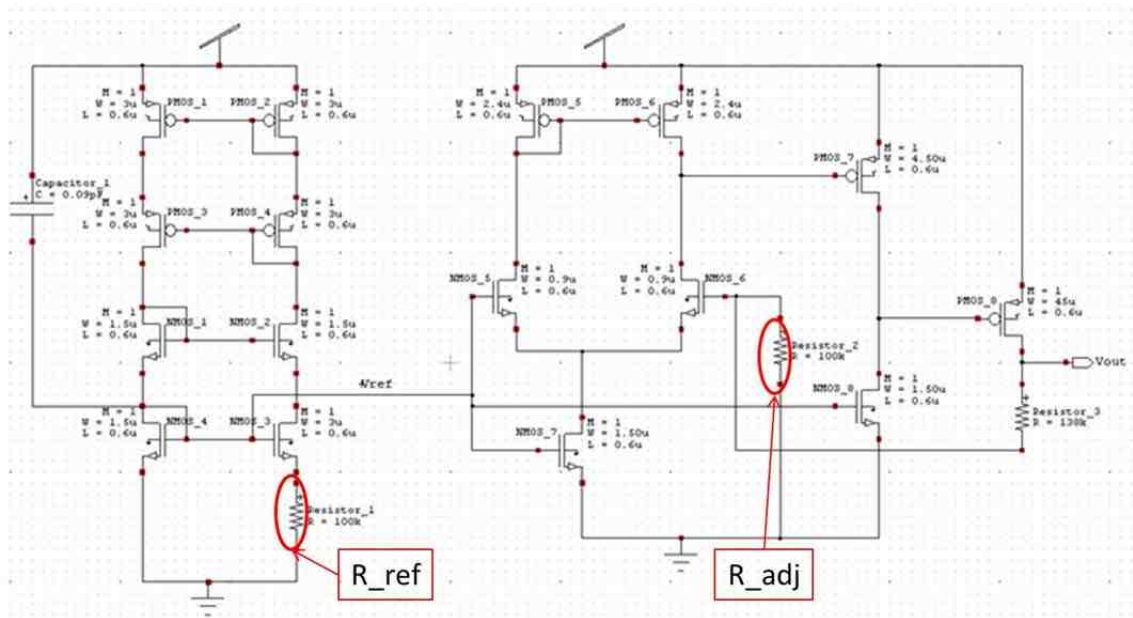 M = 1
W = 3u
L = 0.6u
PMOS_1
PMOS_2
M = 1
W = 3u
L = 0.6u
Capacitor_1
C = 0.09pF
M = 1
W = 3u
L = 0.6u
PMOS_3
PMOS_4
M = 1
W = 3u
L = 0.6u
M = 1
W = 1.5u
L = 0.6u
NMOS_1
NMOS_2
M = 1
W = 1.5u
L = 0.6u
M = 1
W = 1.5u
L = 0.6u
NMOS_4
NMOS_3
M = 1
W = 3u
L = 0.6u
Resistor_1
R = 100k
R_ref
Vref
M = 1
W = 2.4u
L = 0.6u
PMOS_5
PMOS_6
M = 1
W = 2.4u
L = 0.6u
NMOS_5
M = 1
W = 0.9u
L = 0.6u
M = 1
W = 0.9u
L = 0.6u
NMOS_6
NMOS_7
M = 1
W = 1.50u
L = 0.6u
Resistor_2
R = 100k
R_adj
PMOS_7
M = 1
W = 4.50u
L = 0.6u
NMOS_8
M = 1
W = 1.50u
L = 0.6u
PMOS_8
M = 1
W = 45u
L = 0.6u
Vout
Resistor_3
R = 138k